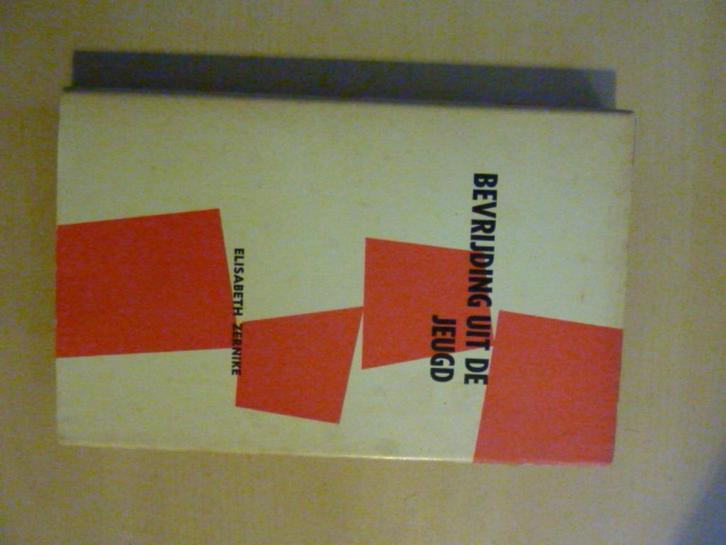 BEVRIJDING UIT DE
JEUGD
ELISABETH ZERNIKE